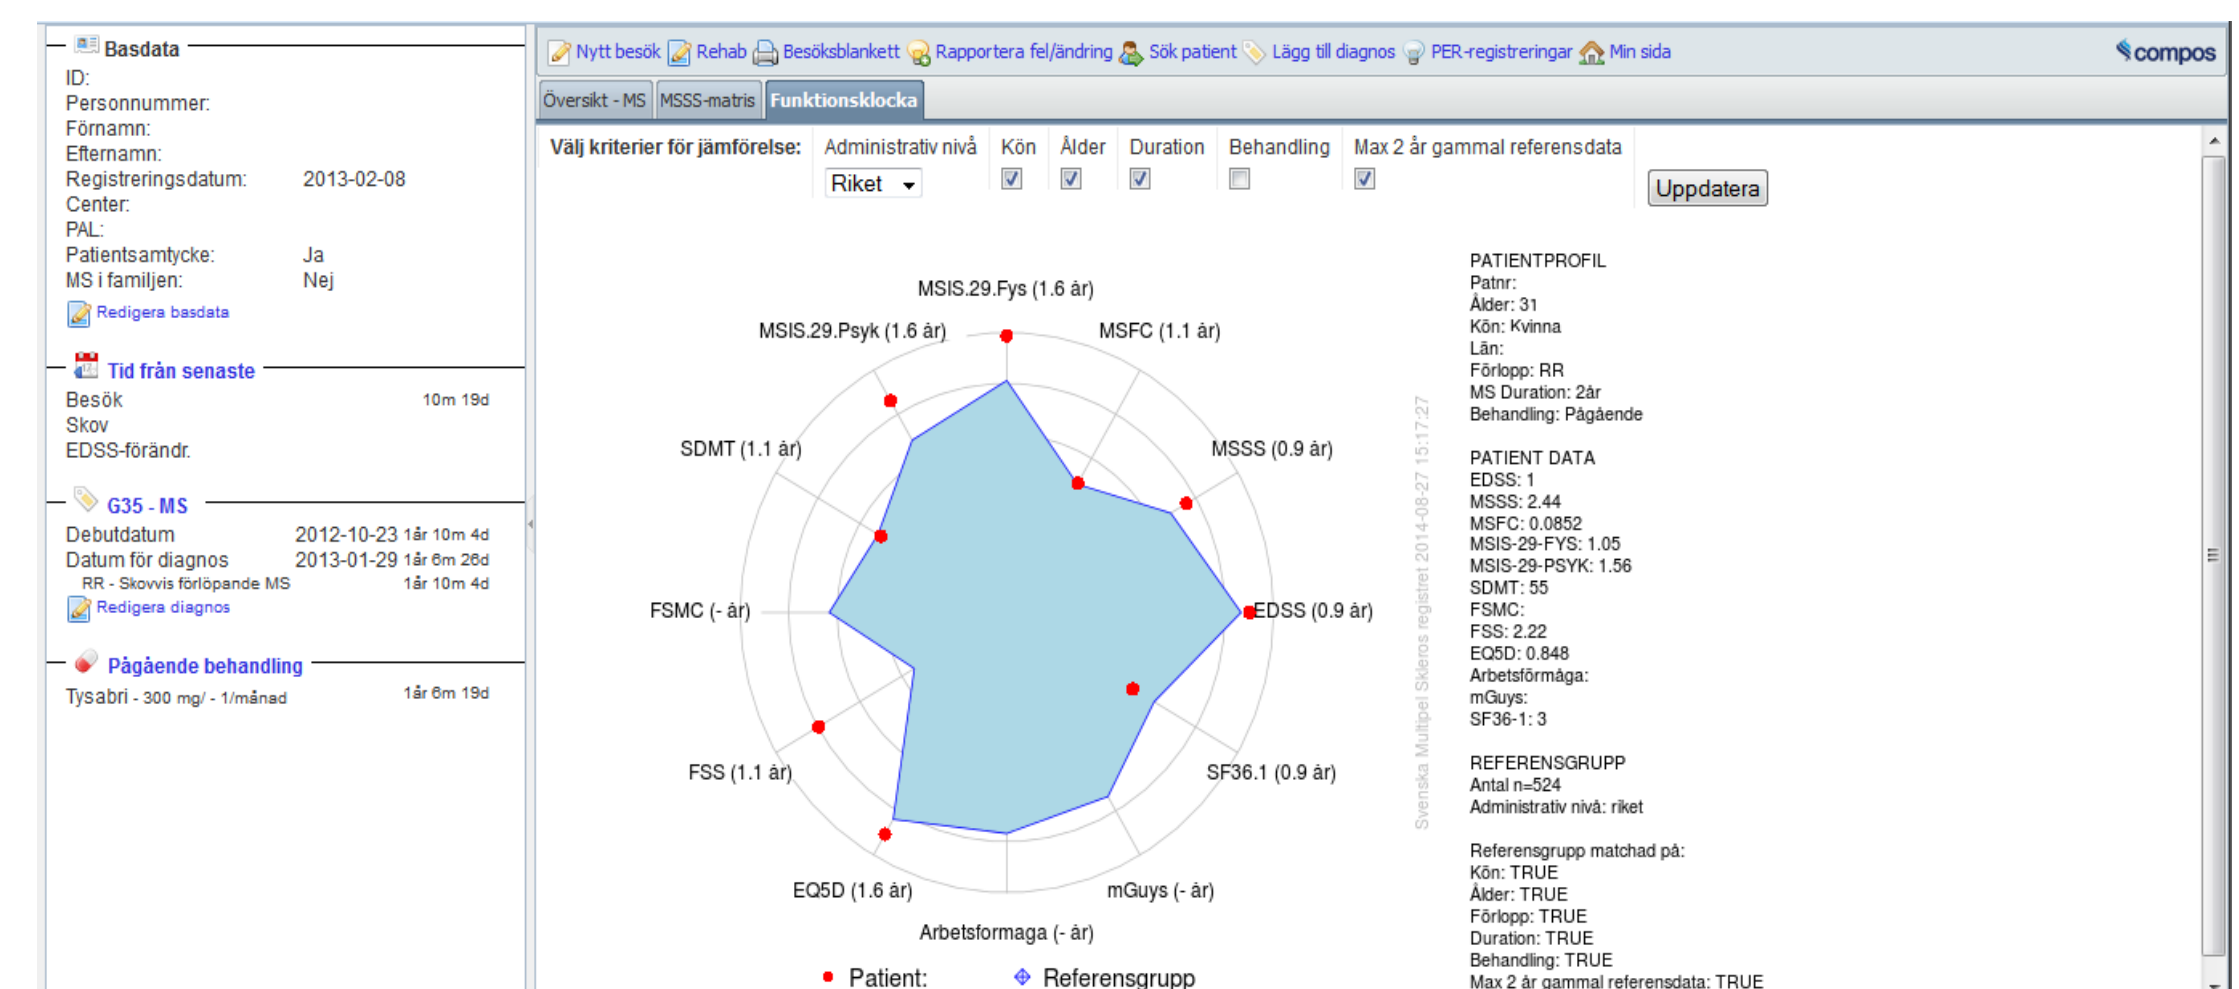 Basdata
ID:
Personnummer:
Förnamn:
Efternamn:
Registreringsdatum: 2013-02-08
Center:
PAL:
Patientsamtycke: Ja
MS i familjen: Nej
Redigera basdata
Tid från senaste
Besök 10m 19d
Skov
EDSS-förändr.
G35 - MS
Debutdatum 2012-10-23 1år 10m 4d
Datum för diagnos 2013-01-29 1år 6m 26d
RR - Skovvis förlöpande MS 1år 10m 4d
Redigera diagnos
Pågående behandling
Tysabri - 300 mg/ - 1/månad 1år 6m 19d
Nytt besök Rehab Besöksblankett Rapportera fel/ändring Sök patient Lägg till diagnos PER-registreringar Min sida
compos
Översikt - MS MSSS-matris Funktionsklocka
Välj kriterier för jämförelse: Administrativ nivå Kön Ålder Duration Behandling Max 2 år gammal referensdata
Riket
Uppdatera
MSIS.29.Fys (1.6 år)
MSIS.29.Psyk (1.6 år)
MSFC (1.1 år)
SDMT (1.1 år)
MSSS (0.9 år)
FSMC (- år)
EDSS (0.9 år)
FSS (1.1 år)
SF36.1 (0.9 år)
EQ5D (1.6 år)
mGuys (- år)
Arbetsformaga (- år)
Patient: Referensgrupp
Svenska Multipel Skleros registret 2014-08-27 15:17:27
PATIENTPROFIL
Patnr:
Ålder: 31
Kön: Kvinna
Län:
Förlopp: RR
MS Duration: 2år
Behandling: Pågående
PATIENT DATA
EDSS: 1
MSSS: 2.44
MSFC: 0.0852
MSIS-29-FYS: 1.05
MSIS-29-PSYK: 1.56
SDMT: 55
FSMC:
FSS: 2.22
EQ5D: 0.848
Arbetsförmåga:
mGuys:
SF36-1: 3
REFERENSGRUPP
Antal n=524
Administrativ nivå: riket
Referensgrupp matchad på:
Kön: TRUE
Ålder: TRUE
Förlopp: TRUE
Duration: TRUE
Behandling: TRUE
Max 2 år gammal referensdata: TRUE